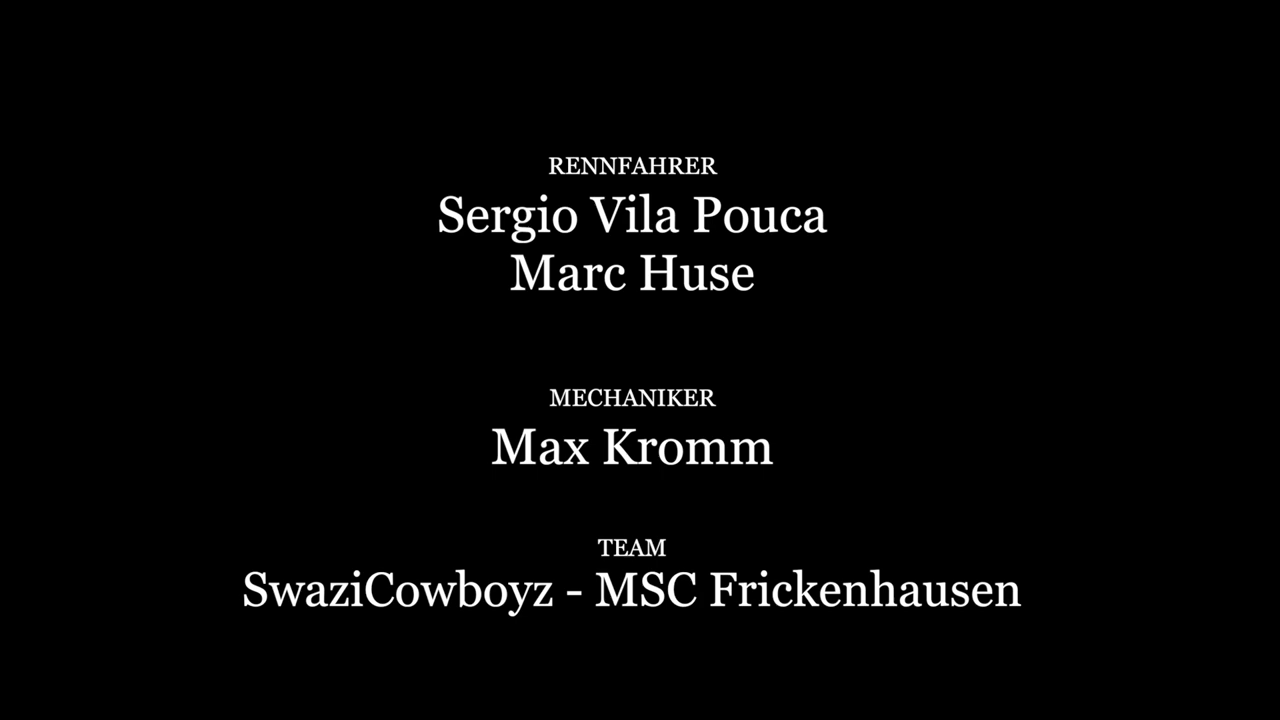 RENNFAHRER
Sergio Vila Pouca
Marc Huse
MECHANIKER
Max Kromm
TEAM
SwaziCowboyz - MSC Frickenhausen